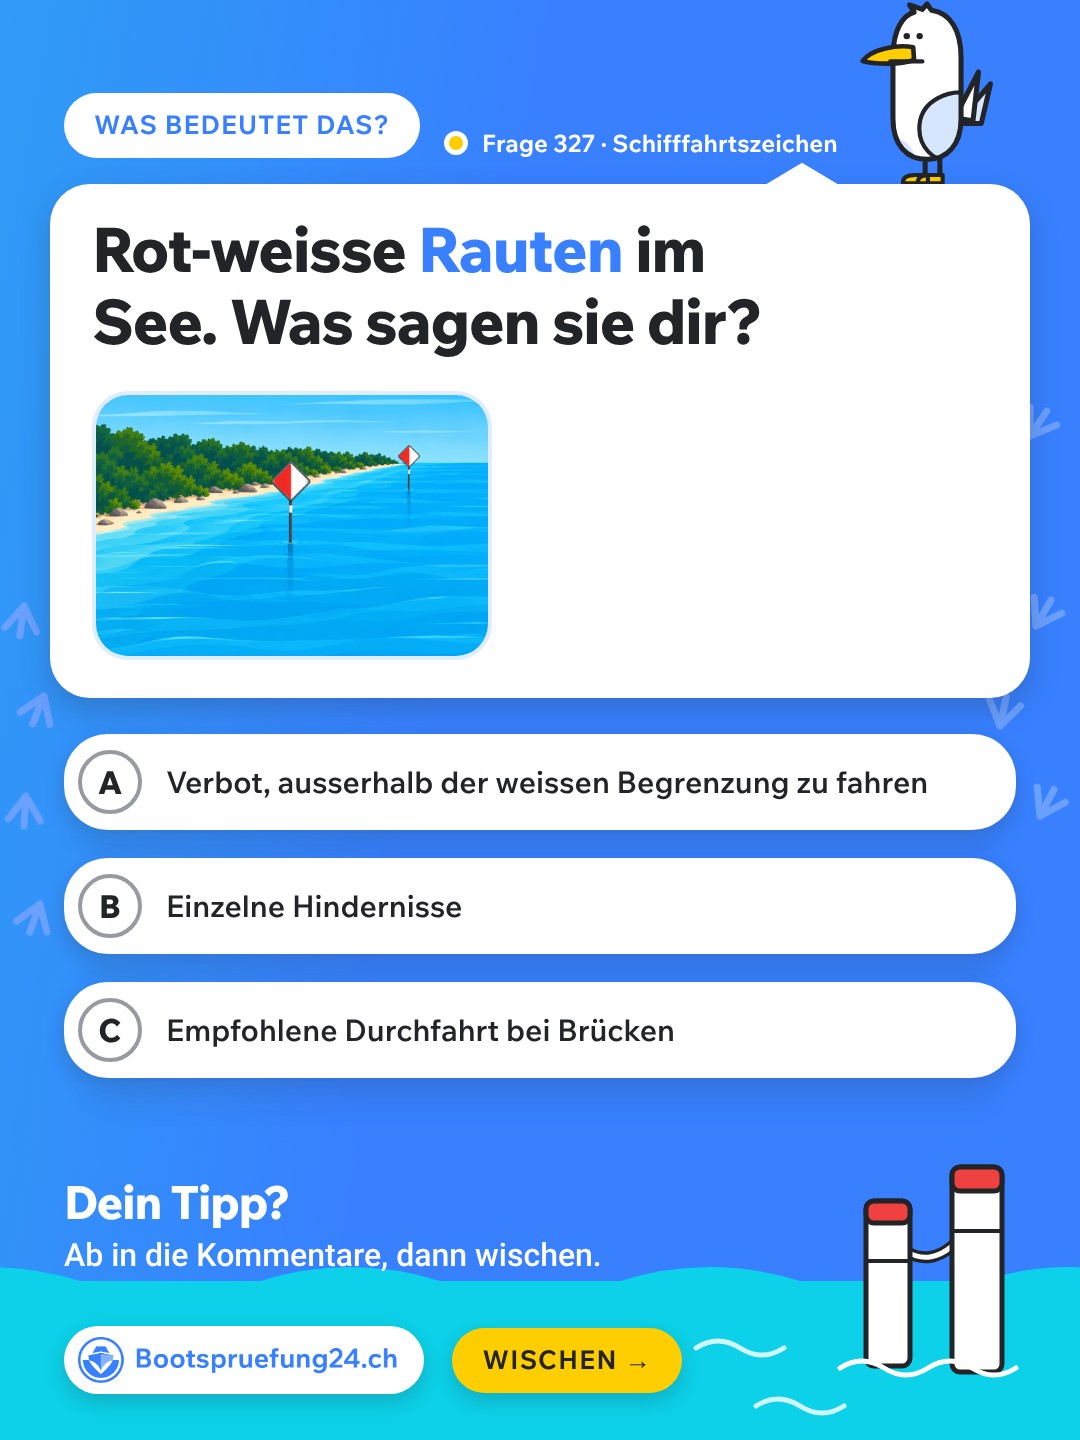 WAS BEDEUTET DAS?
Frage 327 · Schifffahrtszeichen
Rot-weisse Rauten im
See. Was sagen sie dir?
A Verbot, ausserhalb der weissen Begrenzung zu fahren
B Einzelne Hindernisse
C Empfohlene Durchfahrt bei Brücken
Dein Tipp?
Ab in die Kommentare, dann wischen.
Bootspruefung24.ch
WISCHEN →